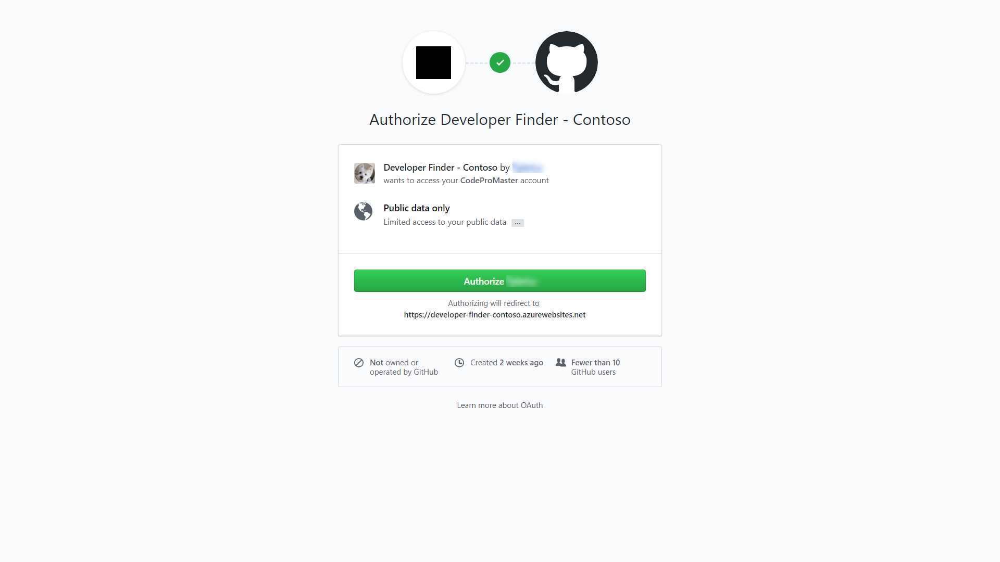 Authorize Developer Finder - Contoso
Developer Finder - Contoso by
wants to access your CodeProMaster account
Public data only
Limited access to your public data ...
Authorize
Authorizing will redirect to
https://developer-finder-contoso.azurewebsites.net
Not owned or
operated by GitHub
Created 2 weeks ago
Fewer than 10
GitHub users
Learn more about OAuth